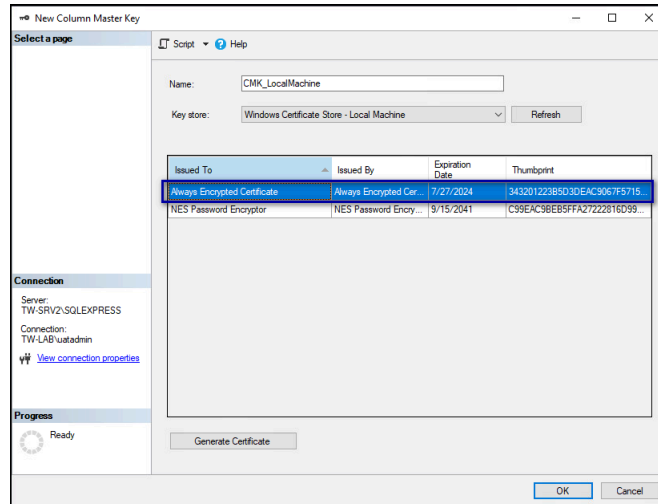 New Column Master Key
Select a page
Script Help
Name: CMK_LocalMachine
Key store: Windows Certificate Store - Local Machine Refresh
Issued To Issued By Expiration Date Thumbprint
Always Encrypted Certificate Always Encrypted Cer... 7/27/2024 343201223B5D3DEAC9067F5715...
NES Password Encryptor NES Password Encry... 9/15/2041 C99EAC9BEB5FFA27222816D99...
Connection
Server:
TW-SRV2\SQLEXPRESS
Connection:
TW-LAB\uatadmin
View connection properties
Progress
Ready
Generate Certificate
OK Cancel